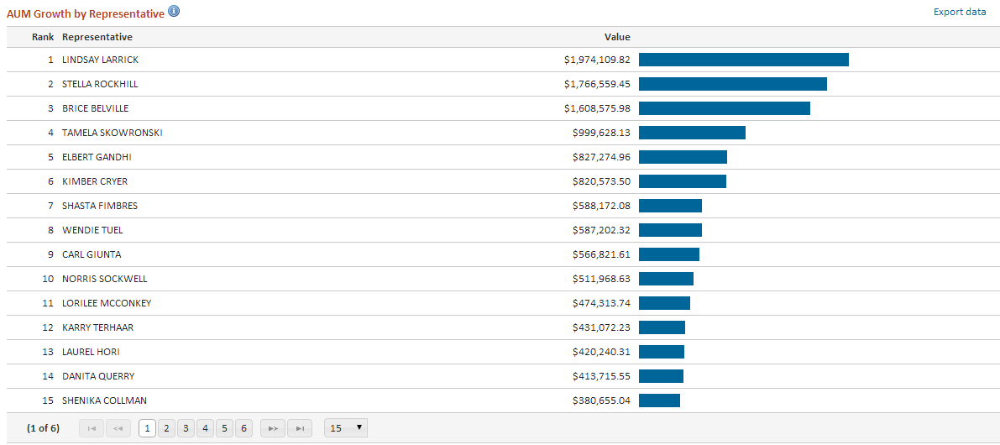 AUM Growth by Representative
Export data
Rank Representative Value
1 LINDSAY LARRICK $1,974,109.82
2 STELLA ROCKHILL $1,766,559.45
3 BRICE BELVILLE $1,608,575.98
4 TAMELA SKOWRONSKI $999,628.13
5 ELBERT GANDHI $827,274.96
6 KIMBER CRYER $820,573.50
7 SHASTA FIMBRES $588,172.08
8 WENDIE TUEL $587,202.32
9 CARL GIUNTA $566,821.61
10 NORRIS SOCKWELL $511,968.63
11 LORILEE MCCONKEY $474,313.74
12 KARRY TERHAAR $431,072.23
13 LAUREL HORI $420,240.31
14 DANITA QUERRY $413,715.55
15 SHENIKA COLLMAN $380,655.04
(1 of 6) 1 2 3 4 5 6 15